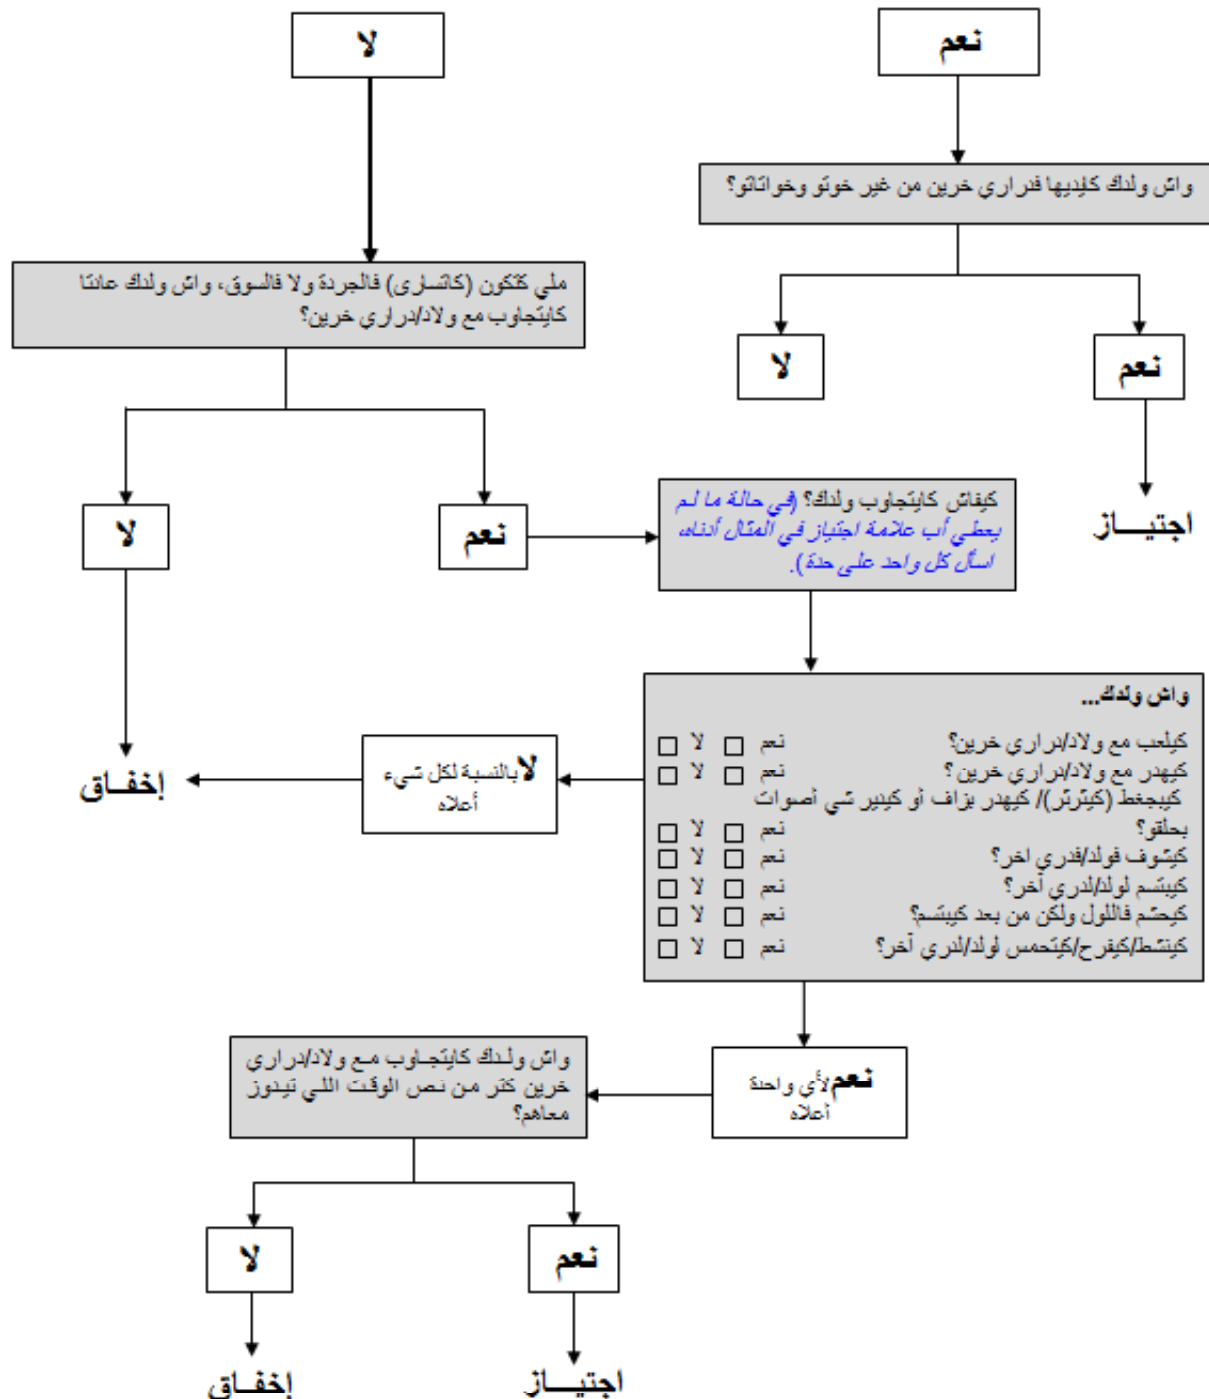 نعم
لا
واش ولدك كايديها فدراري خرين من غير خوتو وخواتاتو؟
ملي كتكون (كاتسارى) فالجردة ولا فالسوق، واش ولدك عادتا
كايتجاوب مع ولاد/دراري خرين؟
نعم
لا
نعم
لا
كيفاش كايتجاوب ولدك؟ (في حالة ما لم
يعطي أب علامة اجتياز في المثال أدناه،
اسأل كل واحد على حدة).
اجتيـــاز
واش ولدك...
كيلعب مع ولاد/دراري خرين؟ نعم □ لا □
كيهدر مع ولاد/دراري خرين؟ نعم □ لا □
كيبجغط (كيثرثر)/ كيهدر بزاف أو كيدير شي أصوات
بحلقو؟ نعم □ لا □
كيشوف فولد/فدري اخر؟ نعم □ لا □
كيبتسم لولد/لدري آخر؟ نعم □ لا □
كيحشم فاللول ولكن من بعد كيبتسم؟ نعم □ لا □
كينشط/كيفرح/كيتحمس لولد/لدري آخر؟ نعم □ لا □
لا بالنسبة لكل شيء
أعلاه
إخفــاق
نعم لأي واحدة
أعلاه
واش ولدك كايتجاوب مع ولاد/دراري
خرين كتر من نص الوقت اللي تيدوز
معاهم؟
نعم
لا
اجتيـــاز
إخفــاق